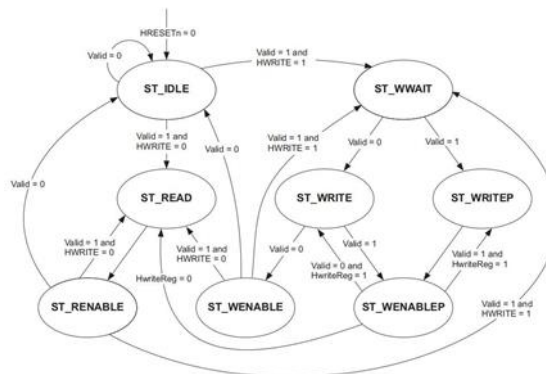 HRESETn = 0
Valid = 0
Valid = 1 and
HWRITE = 1
ST_IDLE
ST_WWAIT
Valid = 1 and
HWRITE = 0
Valid = 0
Valid = 1 and
HWRITE = 1
Valid = 0
Valid = 1
Valid = 0
ST_READ
ST_WRITE
ST_WRITEP
Valid = 1 and
HWRITE = 0
HwriteReg = 0
Valid = 1 and
HWRITE = 0
Valid = 0
Valid = 1
Valid = 0 and
HwriteReg = 1
Valid = 1 and
HwriteReg = 1
ST_RENABLE
ST_WENABLE
ST_WENABLEP
Valid = 1 and
HWRITE = 1